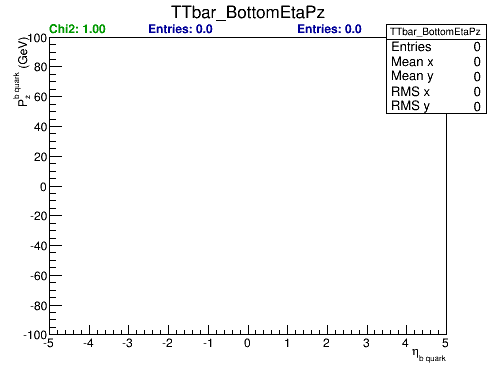 TTbar_BottomEtaPz
Chi2: 1.00 Entries: 0.0 Entries: 0.0
TTbar_BottomEtaPz
Entries 0
Mean x 0
Mean y 0
RMS x 0
RMS y 0
P_z^{b quark} (GeV)
100
80
60
40
20
0
-20
-40
-60
-80
-100
-5 -4 -3 -2 -1 0 1 2 3 4 5
η_{b quark}